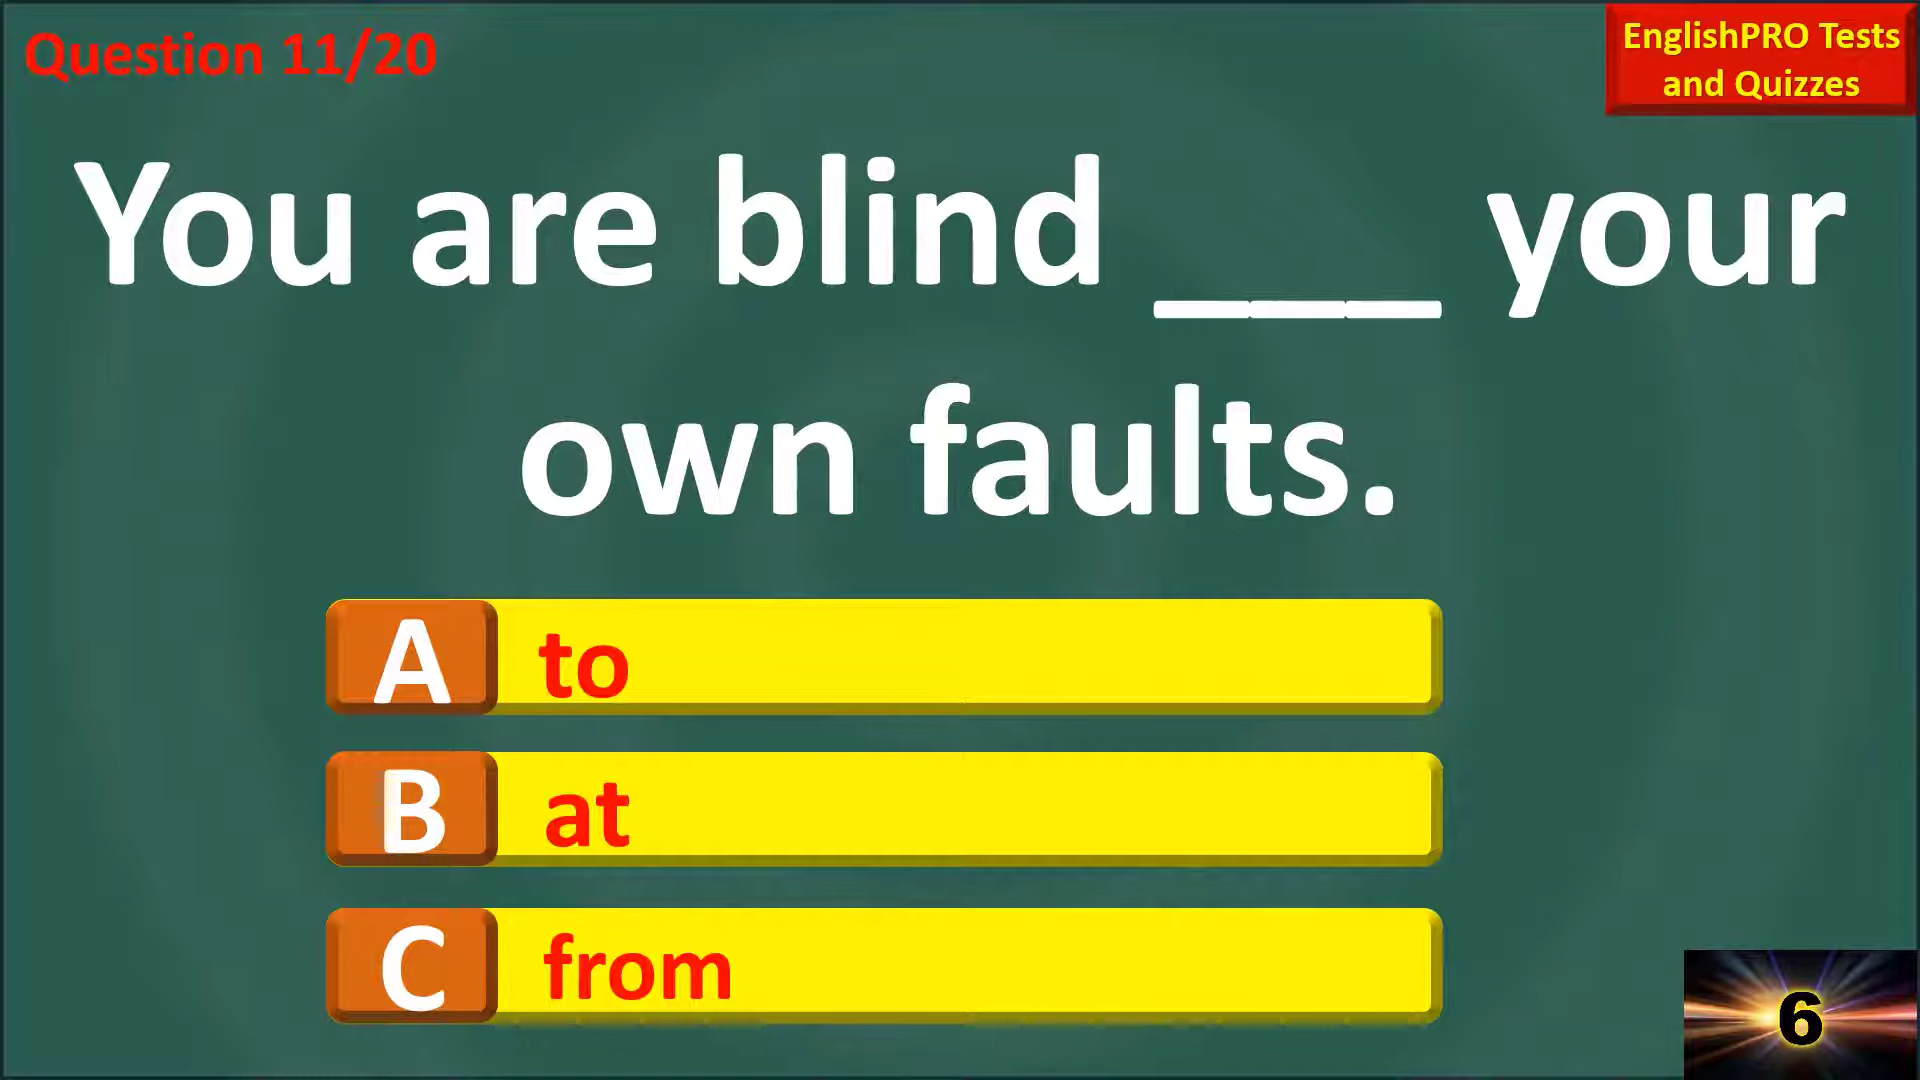 Question 11/20
EnglishPRO Tests
and Quizzes
You are blind ___ your
own faults.
A to
B at
C from
6